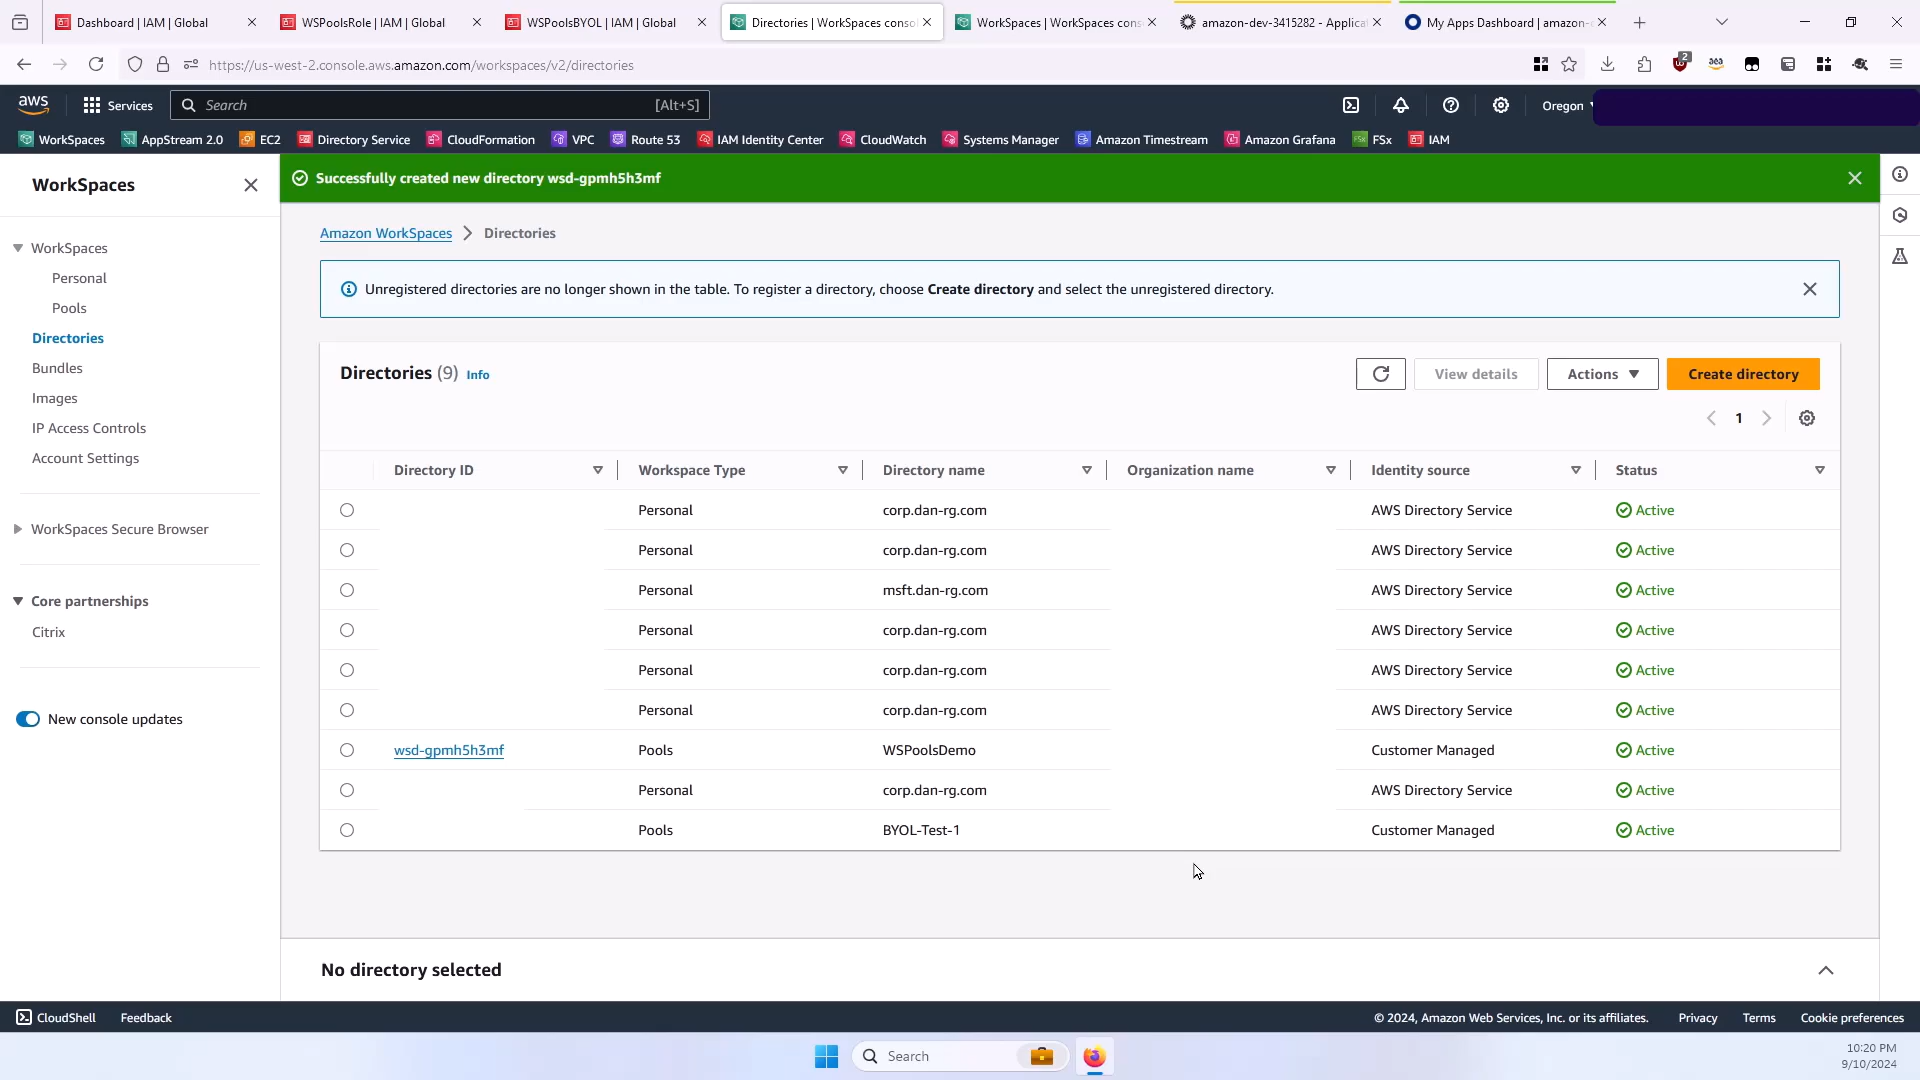 Dashboard | IAM | Global
WSPoolsRole | IAM | Global
WSPoolsBYOL | IAM | Global
Directories | WorkSpaces conso
WorkSpaces | WorkSpaces cons
amazon-dev-3415282 - Applicat
My Apps Dashboard | amazon-
https://us-west-2.console.aws.amazon.com/workspaces/v2/directories
2
aws
Services
Search
[Alt+S]
Oregon
WorkSpaces
AppStream 2.0
EC2
Directory Service
CloudFormation
VPC
Route 53
IAM Identity Center
CloudWatch
Systems Manager
Amazon Timestream
Amazon Grafana
FSx
IAM
WorkSpaces
WorkSpaces
Personal
Pools
Directories
Bundles
Images
IP Access Controls
Account Settings
WorkSpaces Secure Browser
Core partnerships
Citrix
New console updates
Successfully created new directory wsd-gpmh5h3mf
Amazon WorkSpaces > Directories
Unregistered directories are no longer shown in the table. To register a directory, choose Create directory and select the unregistered directory.
Directories (9) Info
View details
Actions
Create directory
1
Directory ID Workspace Type Directory name Organization name Identity source Status
Personal corp.dan-rg.com AWS Directory Service Active
Personal corp.dan-rg.com AWS Directory Service Active
Personal msft.dan-rg.com AWS Directory Service Active
Personal corp.dan-rg.com AWS Directory Service Active
Personal corp.dan-rg.com AWS Directory Service Active
Personal corp.dan-rg.com AWS Directory Service Active
wsd-gpmh5h3mf Pools WSPoolsDemo Customer Managed Active
Personal corp.dan-rg.com AWS Directory Service Active
Pools BYOL-Test-1 Customer Managed Active
No directory selected
CloudShell
Feedback
© 2024, Amazon Web Services, Inc. or its affiliates.
Privacy
Terms
Cookie preferences
Search
10:20 PM
9/10/2024